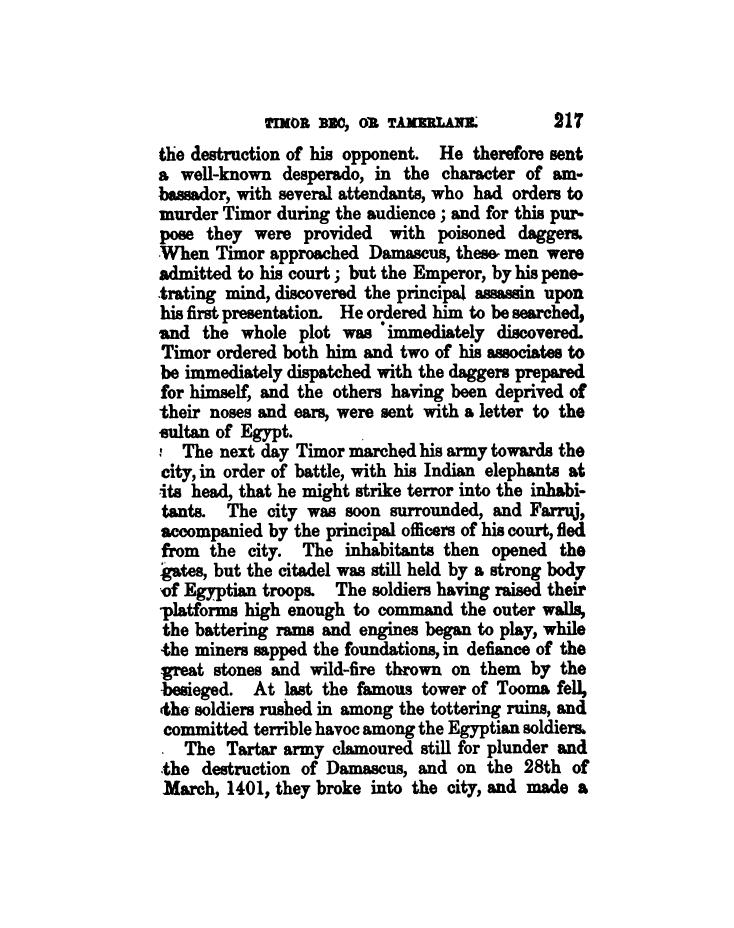 TIMOR BEC, OR TAMERLANE. 217
the destruction of his opponent. He therefore sent
a well-known desperado, in the character of am-
bassador, with several attendants, who had orders to
murder Timor during the audience ; and for this pur-
pose they were provided with poisoned daggers.
When Timor approached Damascus, these men were
admitted to his court ; but the Emperor, by his pene-
trating mind, discovered the principal assassin upon
his first presentation. He ordered him to be searched,
and the whole plot was immediately discovered.
Timor ordered both him and two of his associates to
be immediately dispatched with the daggers prepared
for himself, and the others having been deprived of
their noses and ears, were sent with a letter to the
sultan of Egypt.
The next day Timor marched his army towards the
city, in order of battle, with his Indian elephants at
its head, that he might strike terror into the inhabi-
tants. The city was soon surrounded, and Farruj,
accompanied by the principal officers of his court, fled
from the city. The inhabitants then opened the
gates, but the citadel was still held by a strong body
of Egyptian troops. The soldiers having raised their
platforms high enough to command the outer walls,
the battering rams and engines began to play, while
the miners sapped the foundations, in defiance of the
great stones and wild-fire thrown on them by the
besieged. At last the famous tower of Tooma fell,
the soldiers rushed in among the tottering ruins, and
committed terrible havoc among the Egyptian soldiers.
The Tartar army clamoured still for plunder and
the destruction of Damascus, and on the 28th of
March, 1401, they broke into the city, and made a